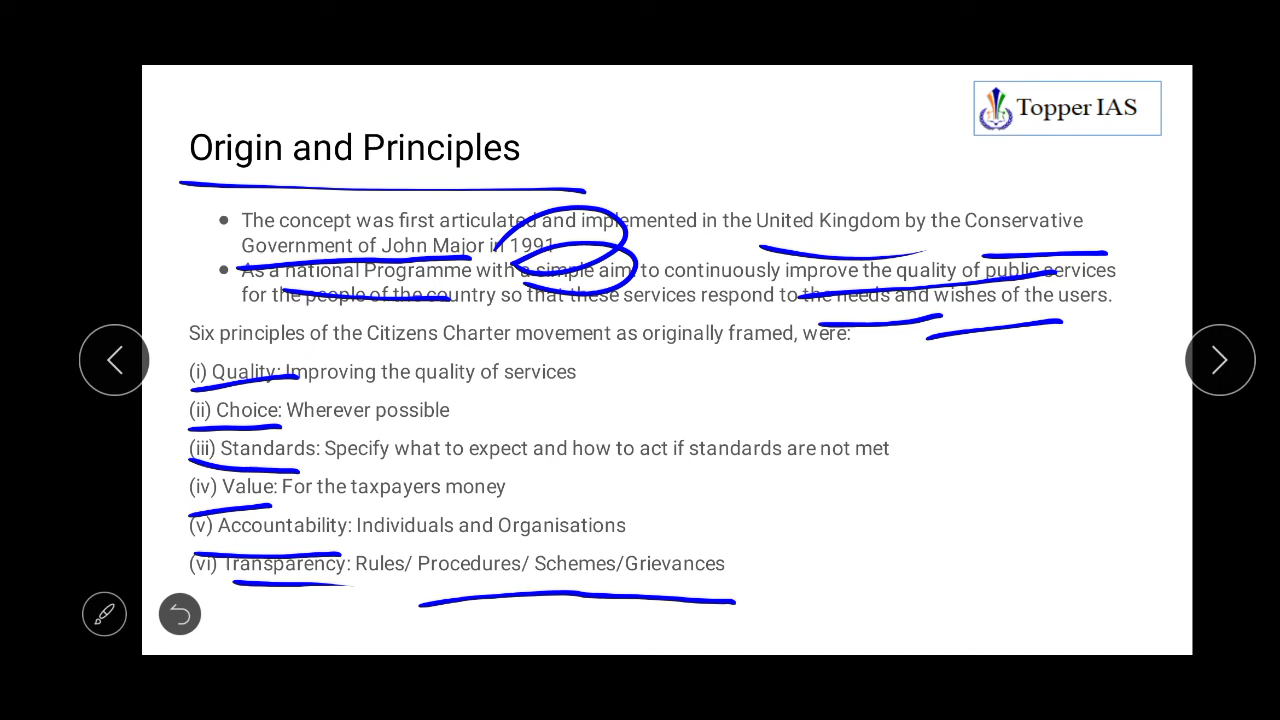 Topper IAS
Origin and Principles
● The concept was first articulated and implemented in the United Kingdom by the Conservative
Government of John Major in 1991
● As a national Programme with a simple aim: to continuously improve the quality of public services
for the people of the country so that these services respond to the needs and wishes of the users.
Six principles of the Citizens Charter movement as originally framed, were:
(i) Quality: Improving the quality of services
(ii) Choice: Wherever possible
(iii) Standards: Specify what to expect and how to act if standards are not met
(iv) Value: For the taxpayers money
(v) Accountability: Individuals and Organisations
(vi) Transparency: Rules/ Procedures/ Schemes/Grievances